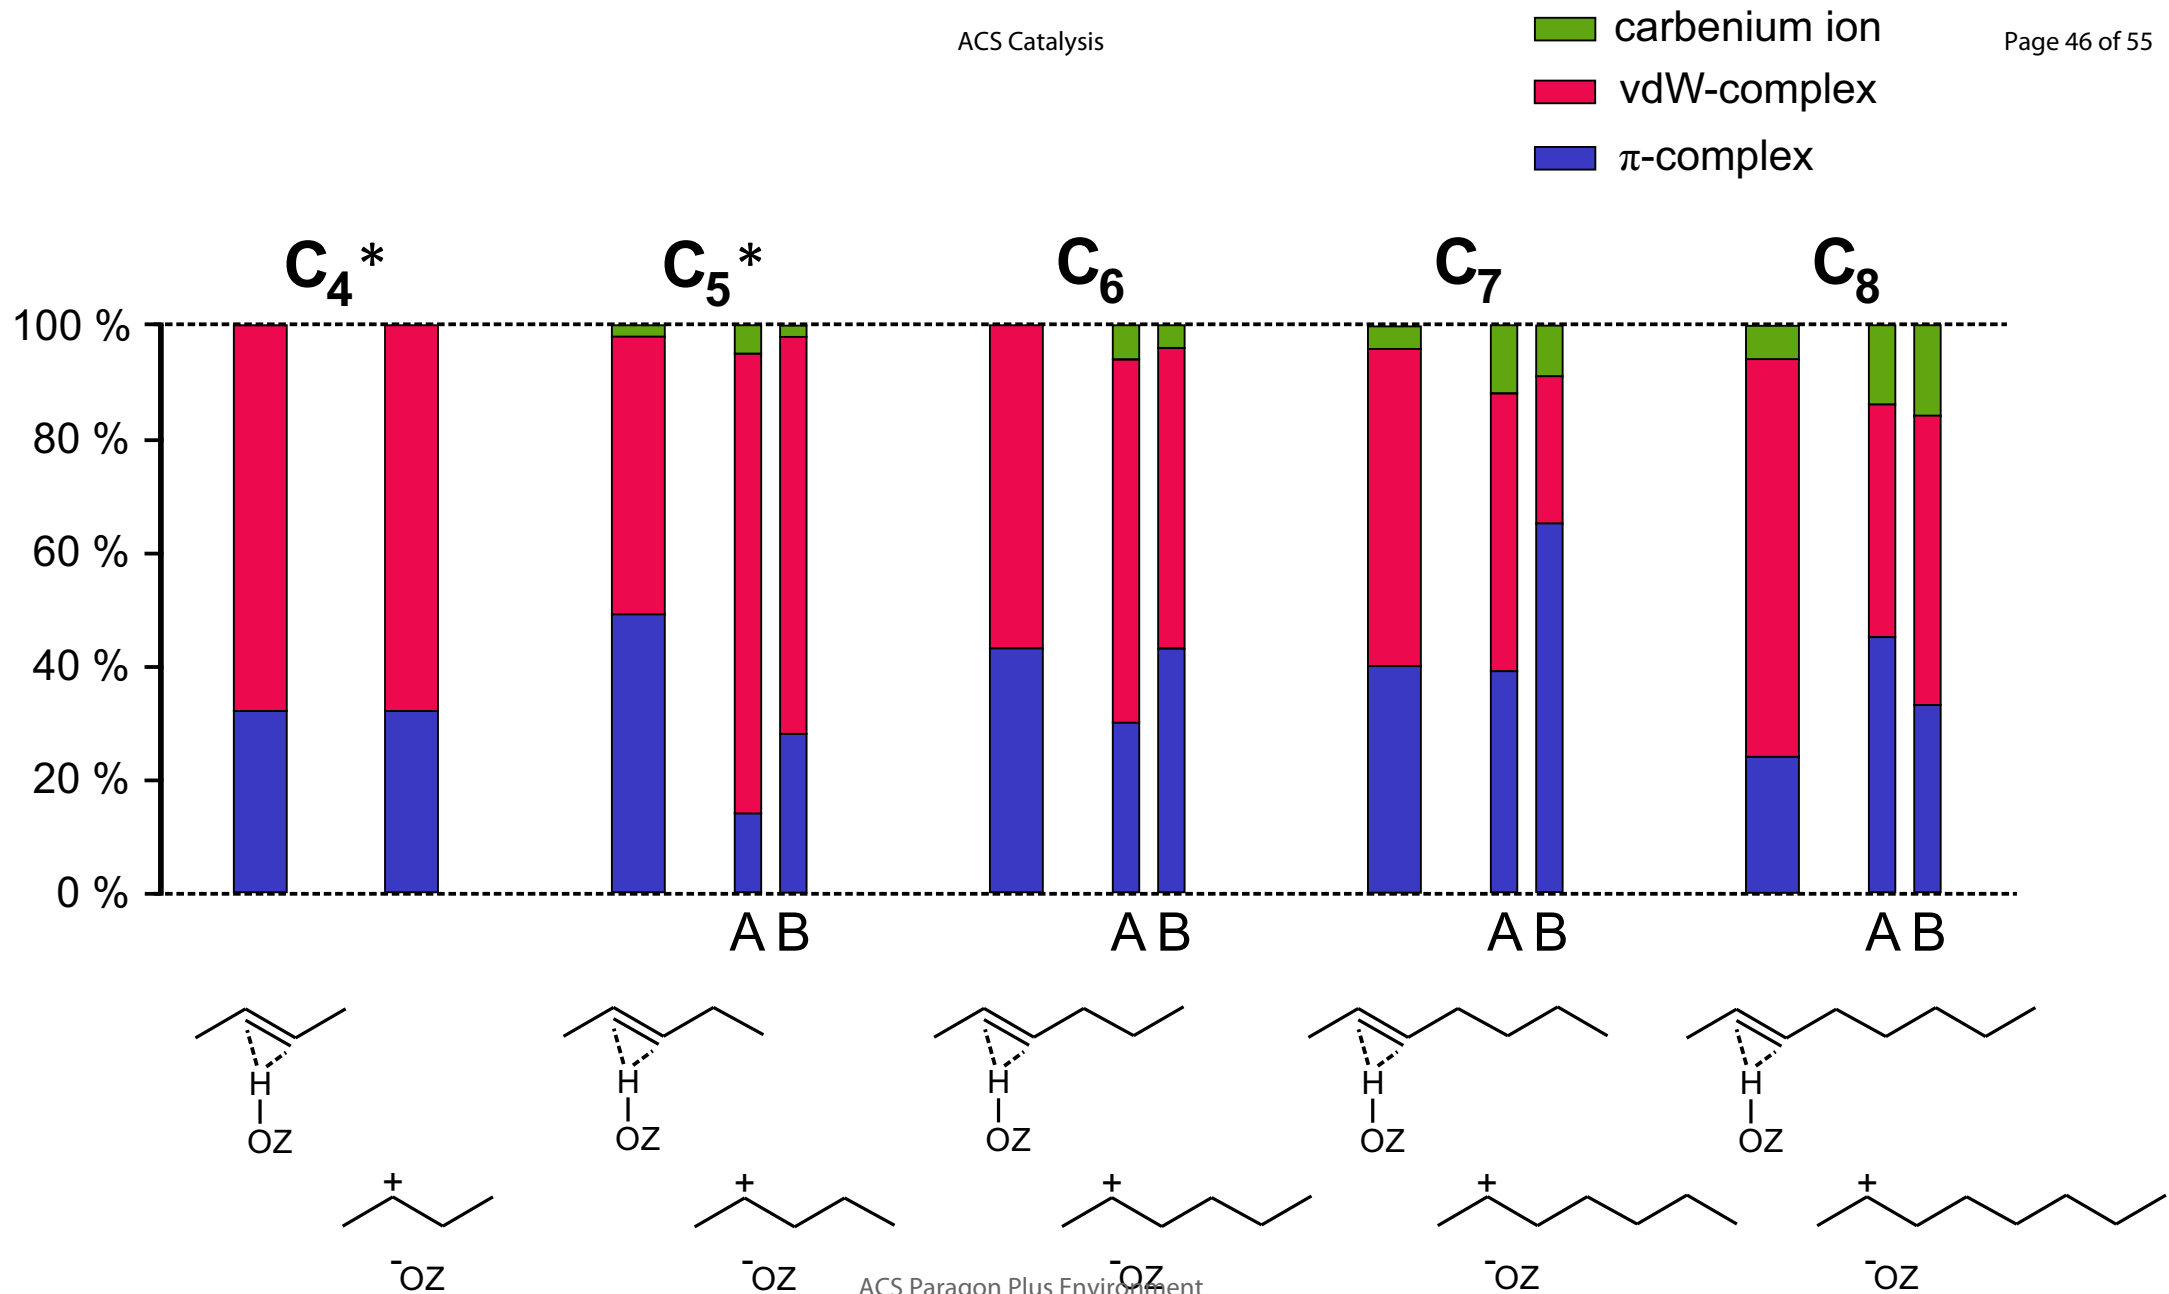 ACS Catalysis
Page 46 of 55
carbenium ion
vdW-complex
π-complex
C4* C5* C6 C7 C8
100 %
80 %
60 %
40 %
20 %
0 %
A B A B A B A B
H H H H H
OZ OZ OZ OZ OZ
+ + + + +
-OZ -OZ -OZ -OZ -OZ
ACS Paragon Plus Environment